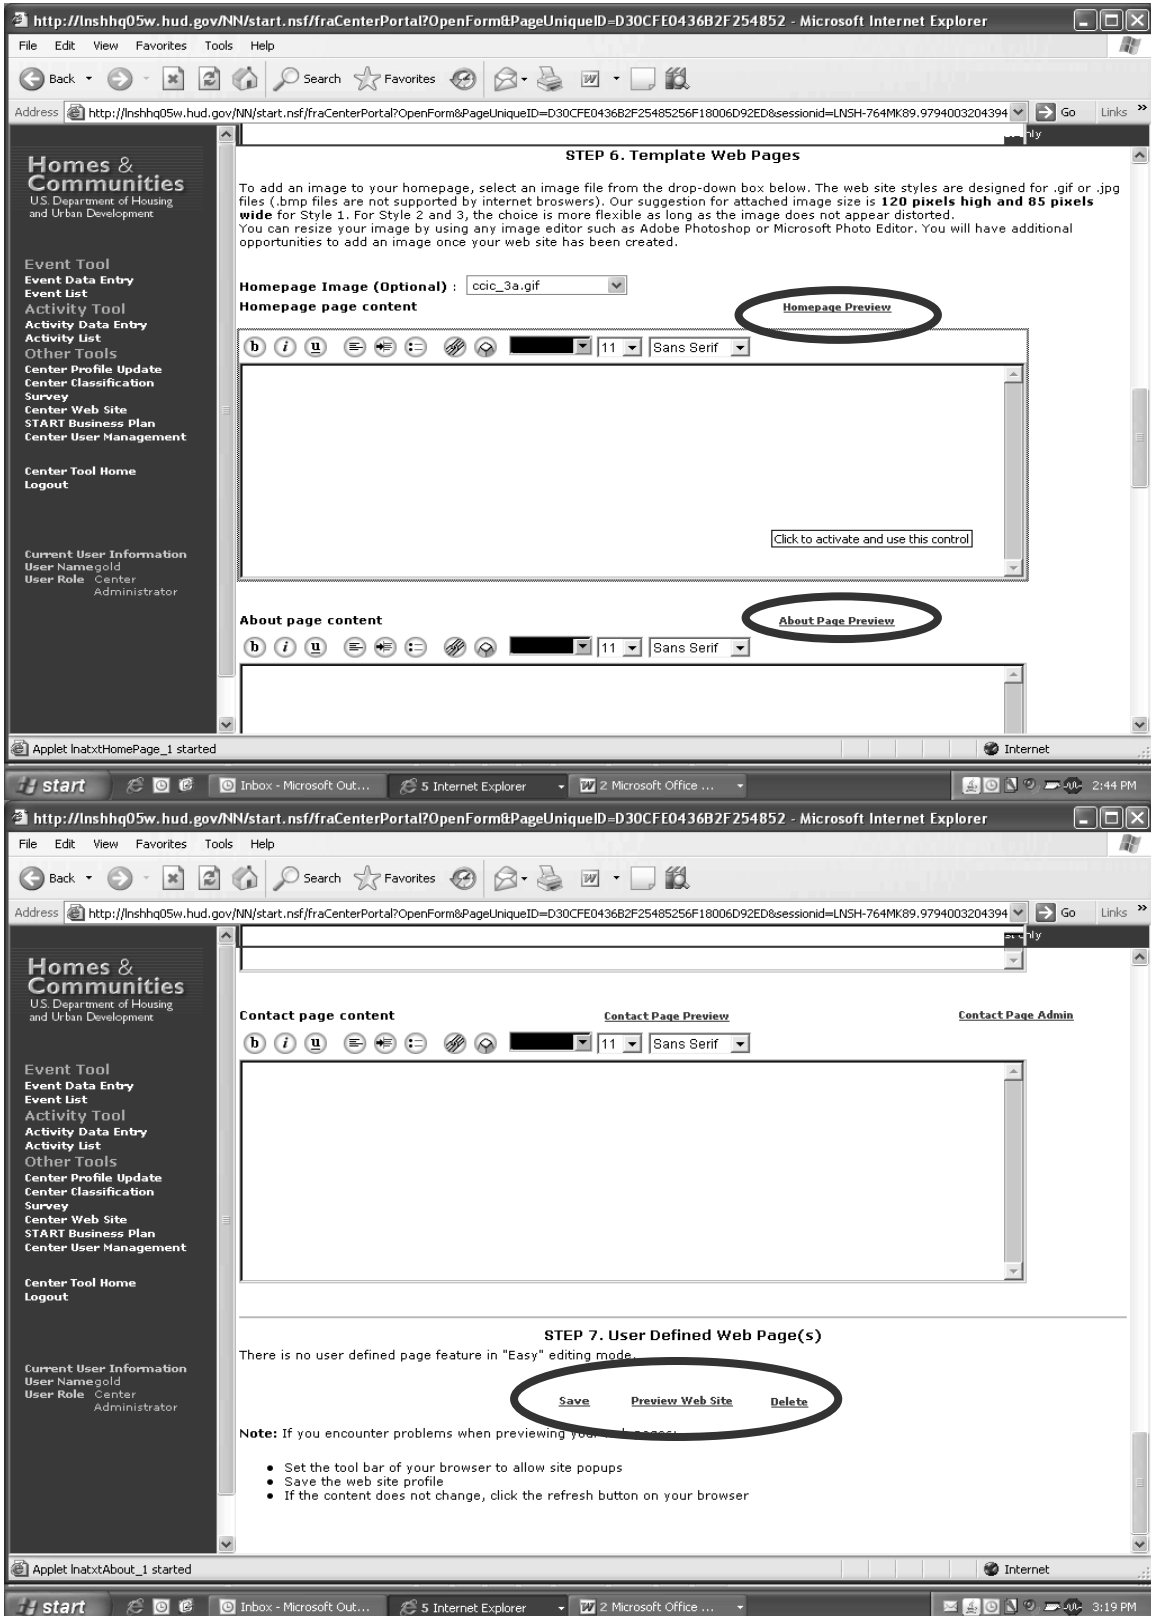 http://lnshhq05w.hud.gov/NN/start.nsf/fraCenterPortal?OpenForm&PageUniqueID=D30CFE0436B2F254852 - Microsoft Internet Explorer
File Edit View Favorites Tools Help
Back Search Favorites
Address http://lnshhq05w.hud.gov/NN/start.nsf/fraCenterPortal?OpenForm&PageUniqueID=D30CFE0436B2F25485256F18006D92ED&sessionid=LNSH-764MK89.9794003204394 Go Links »
Homes &
Communities
U.S. Department of Housing
and Urban Development
Event Tool
Event Data Entry
Event List
Activity Tool
Activity Data Entry
Activity List
Other Tools
Center Profile Update
Center Classification
Survey
Center Web Site
START Business Plan
Center User Management
Center Tool Home
Logout
Current User Information
User Name gold
User Role Center
Administrator
STEP 6. Template Web Pages
To add an image to your homepage, select an image file from the drop-down box below. The web site styles are designed for .gif or .jpg
files (.bmp files are not supported by internet broswers). Our suggestion for attached image size is 120 pixels high and 85 pixels
wide for Style 1. For Style 2 and 3, the choice is more flexible as long as the image does not appear distorted.
You can resize your image by using any image editor such as Adobe Photoshop or Microsoft Photo Editor. You will have additional
opportunities to add an image once your web site has been created.
Homepage Image (Optional) : ccic_3a.gif
Homepage page content Homepage Preview
b i u 11 Sans Serif
Click to activate and use this control
About page content About Page Preview
b i u 11 Sans Serif
Applet lnatxtHomePage_1 started Internet
start Inbox - Microsoft Out... 5 Internet Explorer 2 Microsoft Office ... 2:44 PM
http://lnshhq05w.hud.gov/NN/start.nsf/fraCenterPortal?OpenForm&PageUniqueID=D30CFE0436B2F254852 - Microsoft Internet Explorer
File Edit View Favorites Tools Help
Back Search Favorites
Address http://lnshhq05w.hud.gov/NN/start.nsf/fraCenterPortal?OpenForm&PageUniqueID=D30CFE0436B2F25485256F18006D92ED&sessionid=LNSH-764MK89.9794003204394 Go Links »
Homes &
Communities
U.S. Department of Housing
and Urban Development
Event Tool
Event Data Entry
Event List
Activity Tool
Activity Data Entry
Activity List
Other Tools
Center Profile Update
Center Classification
Survey
Center Web Site
START Business Plan
Center User Management
Center Tool Home
Logout
Current User Information
User Name gold
User Role Center
Administrator
Contact page content Contact Page Preview Contact Page Admin
b i u 11 Sans Serif
STEP 7. User Defined Web Page(s)
There is no user defined page feature in "Easy" editing mode.
Save Preview Web Site Delete
Note: If you encounter problems when previewing your web pages:
• Set the tool bar of your browser to allow site popups
• Save the web site profile
• If the content does not change, click the refresh button on your browser
Applet lnatxtAbout_1 started Internet
start Inbox - Microsoft Out... 5 Internet Explorer 2 Microsoft Office ... 3:19 PM